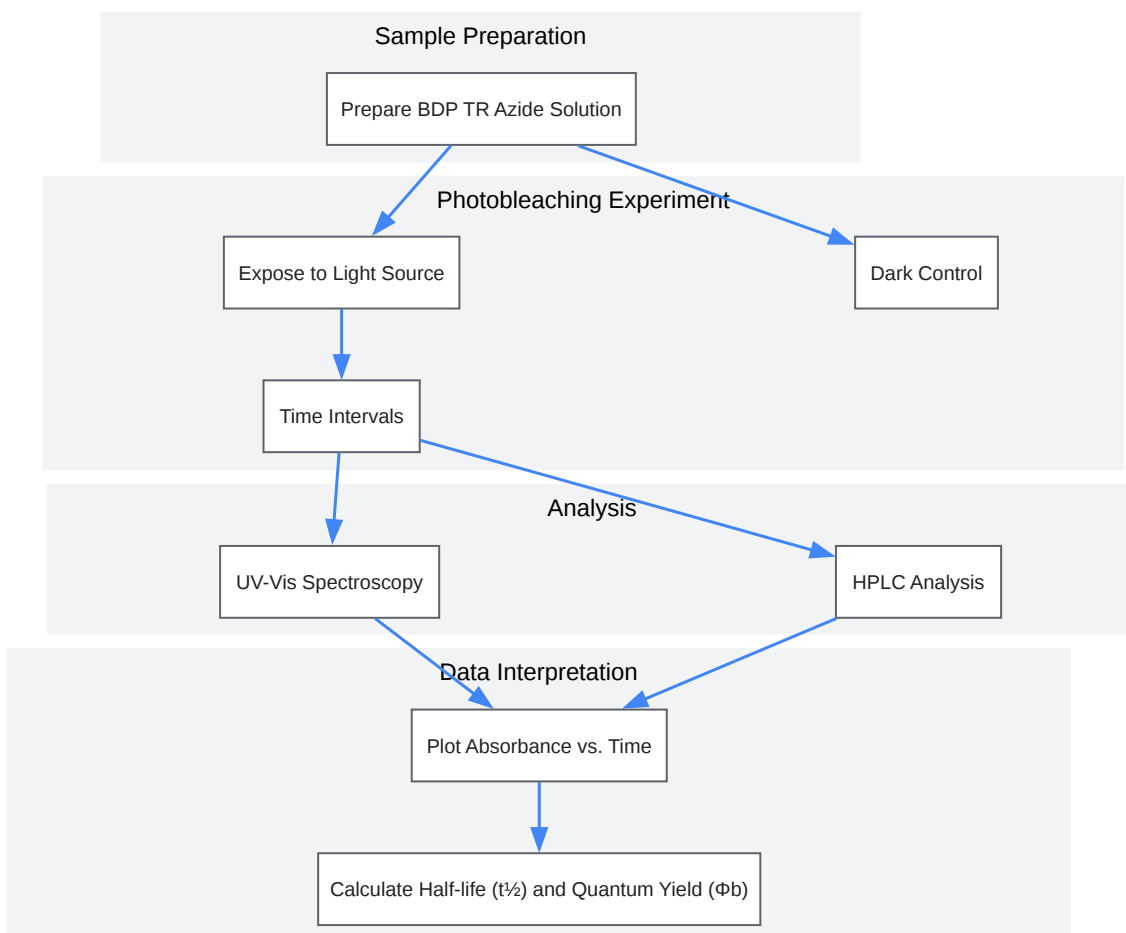 Sample Preparation
Prepare BDP TR Azide Solution
Photobleaching Experiment
Expose to Light Source
Dark Control
Time Intervals
Analysis
UV-Vis Spectroscopy
HPLC Analysis
Data Interpretation
Plot Absorbance vs. Time
Calculate Half-life (t½) and Quantum Yield (Φb)